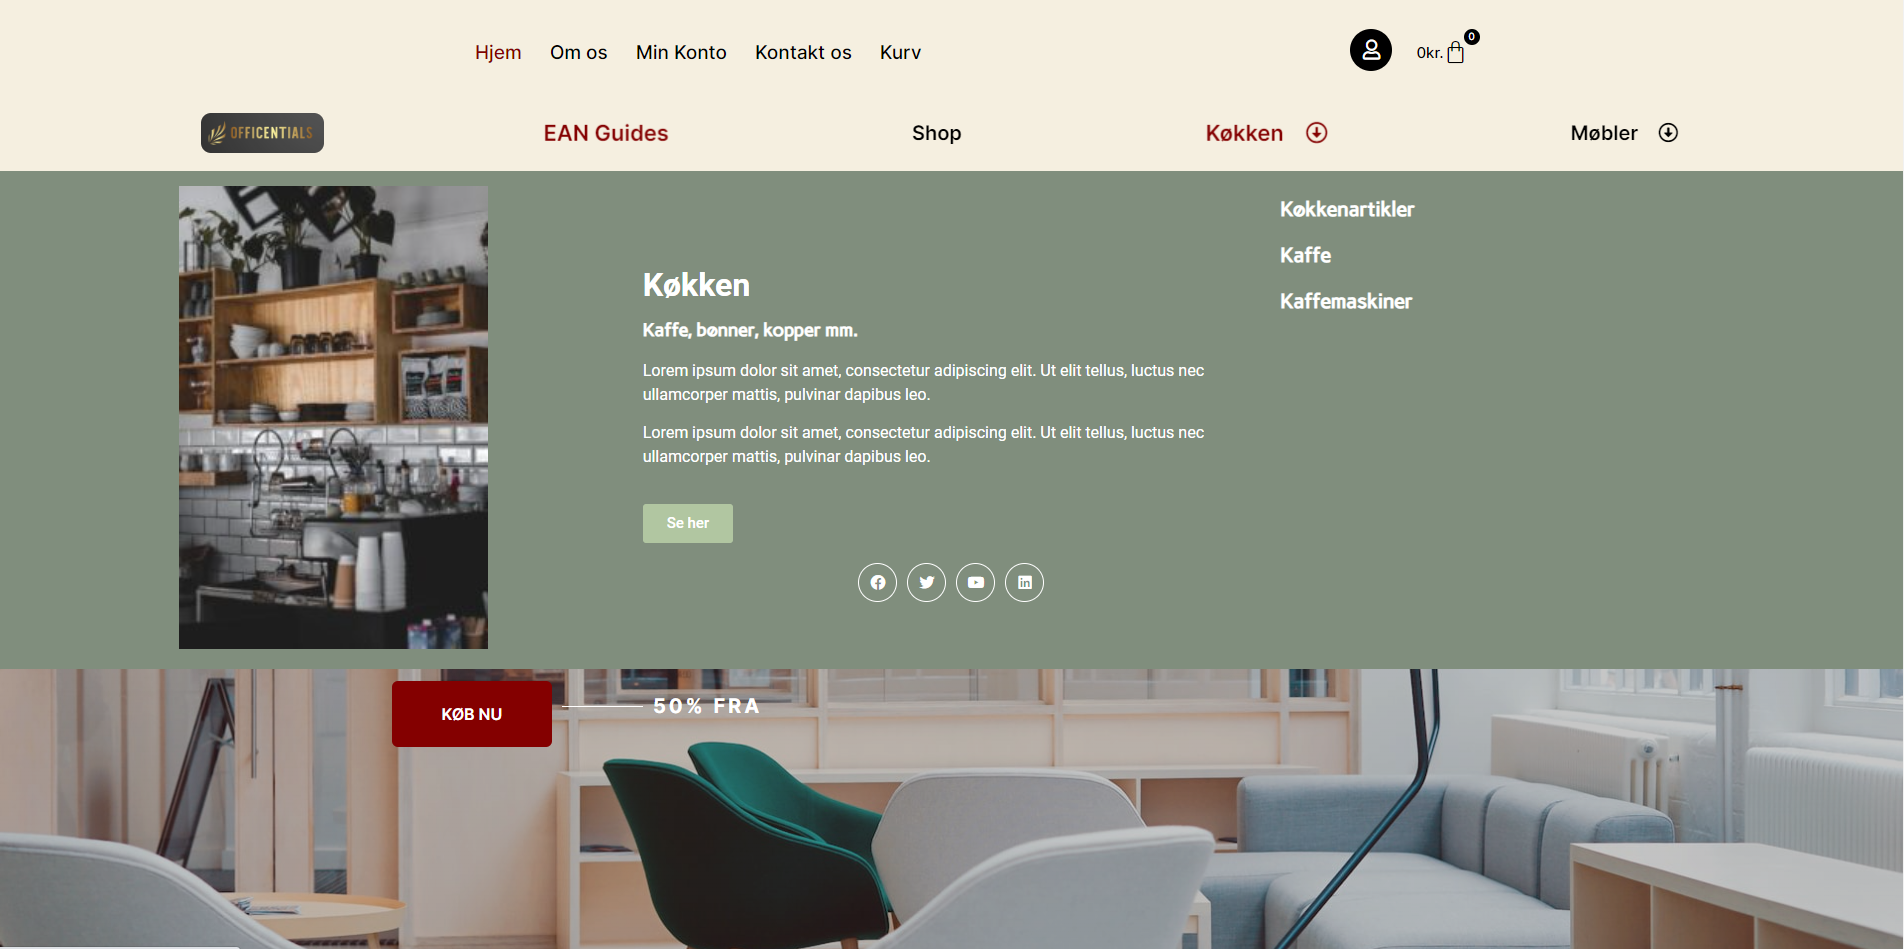 Hjem Om os Min Konto Kontakt os Kurv 0kr. 0
OFFICENTIALS EAN Guides Shop Køkken Møbler
Køkken
Kaffe, bønner, kopper mm.
Lorem ipsum dolor sit amet, consectetur adipiscing elit. Ut elit tellus, luctus nec
ullamcorper mattis, pulvinar dapibus leo.
Lorem ipsum dolor sit amet, consectetur adipiscing elit. Ut elit tellus, luctus nec
ullamcorper mattis, pulvinar dapibus leo.
Se her
Køkkenartikler
Kaffe
Kaffemaskiner
KØB NU 50% FRA